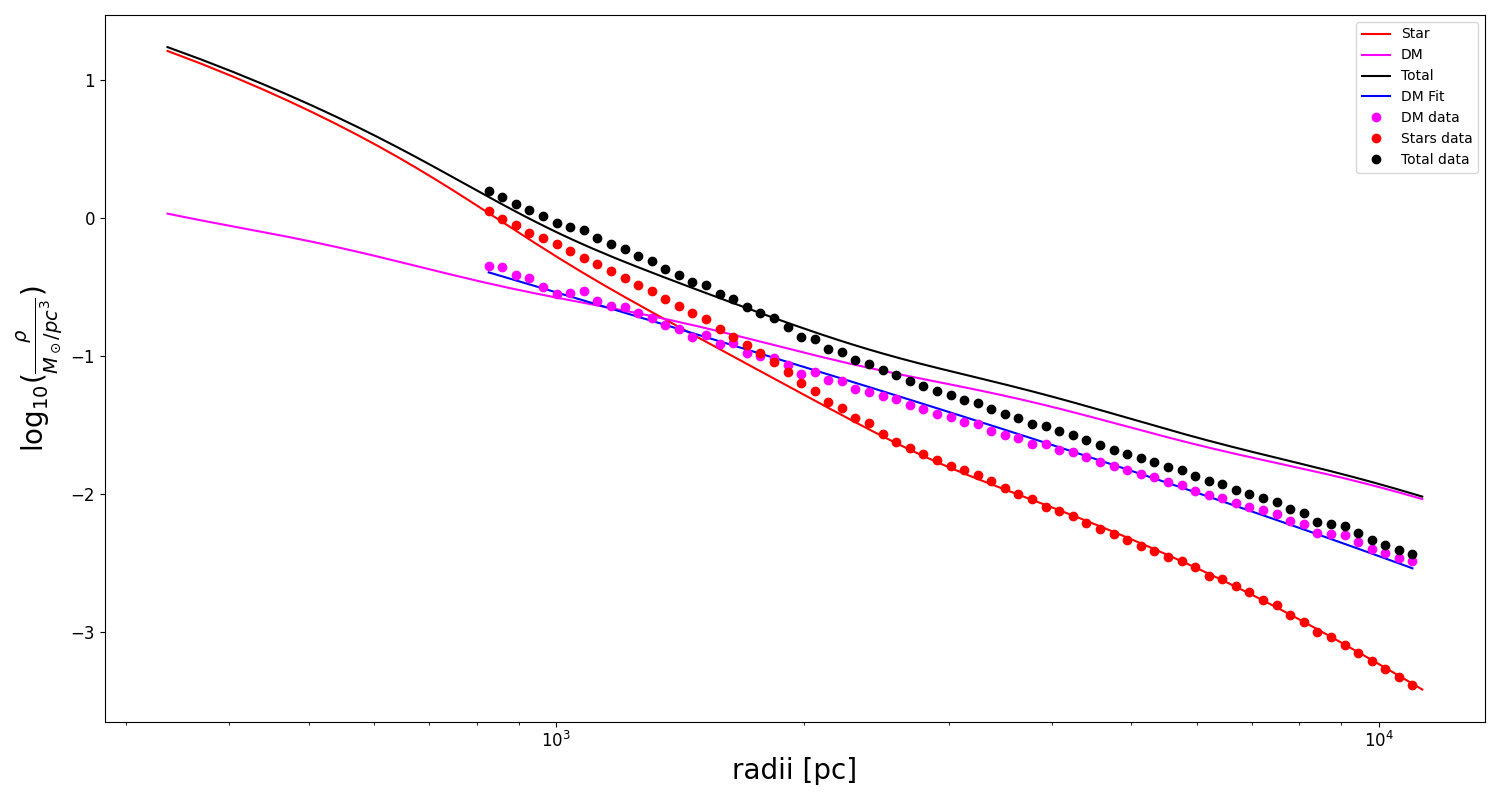 Star
DM
Total
DM Fit
DM data
Stars data
Total data
1
0
−1
−2
−3
log₁₀(ρ / M⊙/pc³)
10³
10⁴
radii [pc]